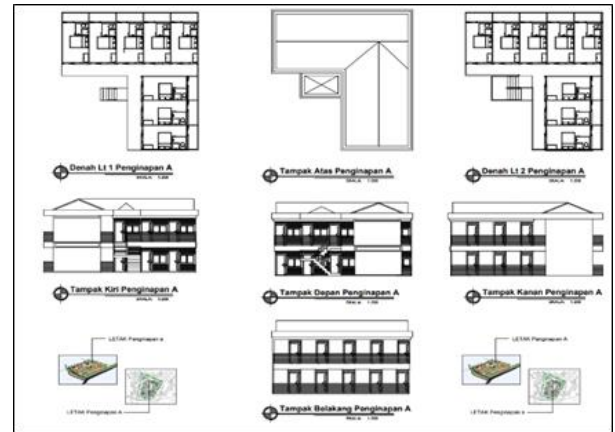 Denah Lt 1 Penginapan A
Tampak Atas Penginapan A
Denah Lt 2 Penginapan A
Tampak Kiri Penginapan A
Tampak Depan Penginapan A
Tampak Kanan Penginapan A
LETAK Penginapan a
LETAK Penginapan A
Tampak Belakang Penginapan A
LETAK Penginapan A
LETAK Penginapan a